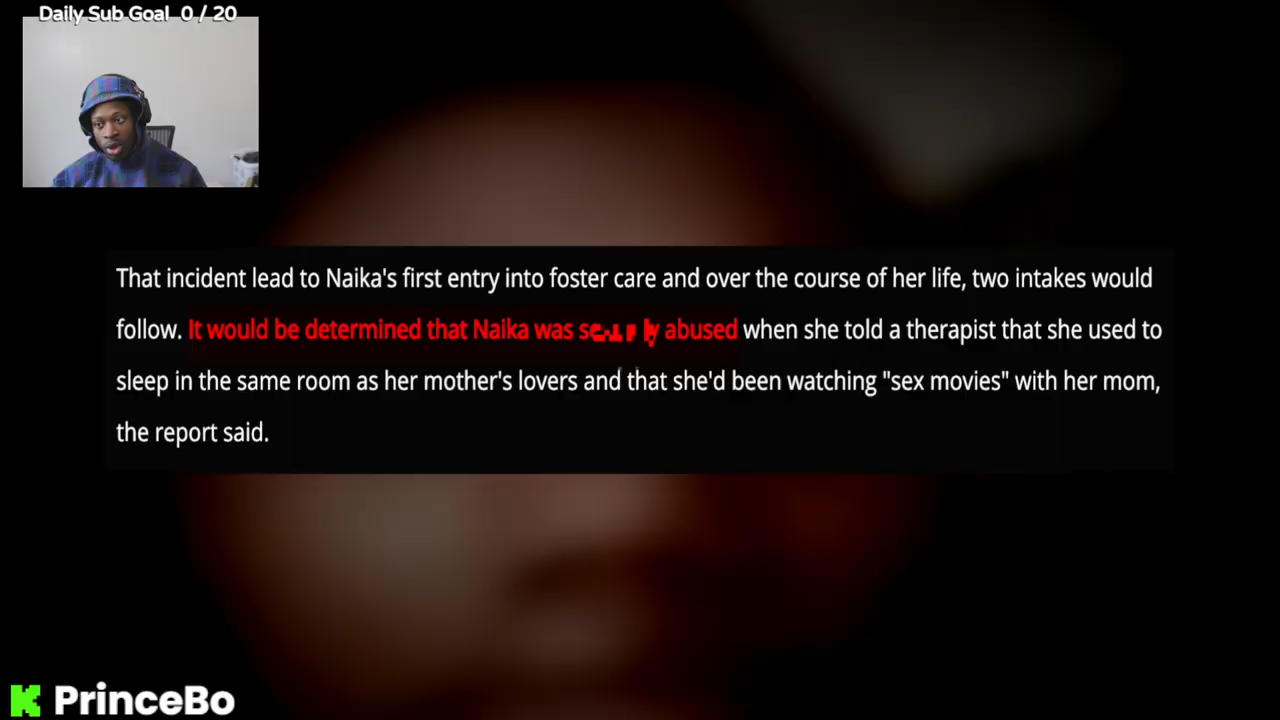 Daily Sub Goal 0 / 20
That incident lead to Naika's first entry into foster care and over the course of her life, two intakes would
follow. It would be determined that Naika was abused when she told a therapist that she used to
sleep in the same room as her mother's lovers and that she'd been watching "sex movies" with her mom,
the report said.
K PrinceBo